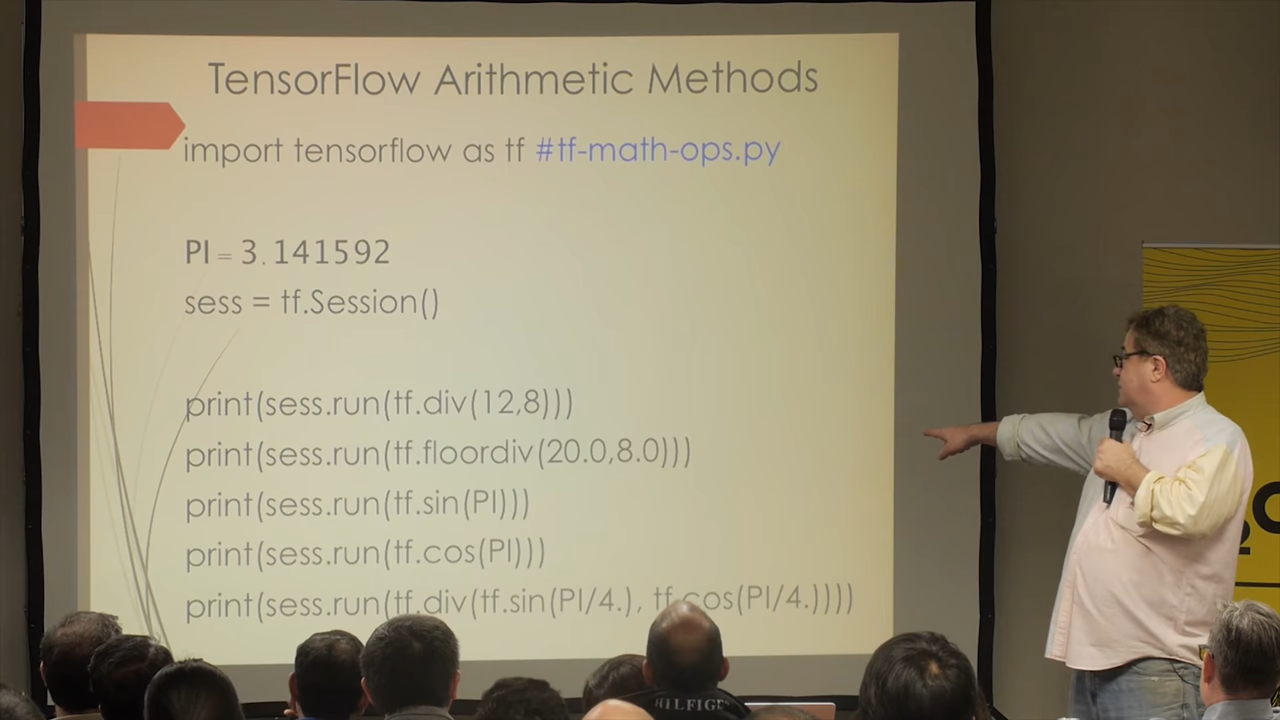 TensorFlow Arithmetic Methods
import tensorflow as tf #tf-math-ops.py
PI = 3.141592
sess = tf.Session()
print(sess.run(tf.div(12,8)))
print(sess.run(tf.floordiv(20.0,8.0)))
print(sess.run(tf.sin(PI)))
print(sess.run(tf.cos(PI)))
print(sess.run(tf.div(tf.sin(PI/4.), tf.cos(PI/4.))))
HILFIG